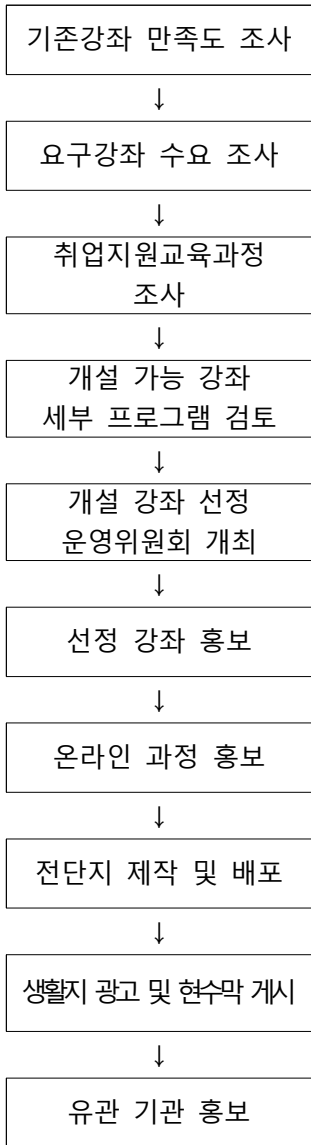 기존강좌 만족도 조사
↓
요구강좌 수요 조사
↓
취업지원교육과정
조사
↓
개설 가능 강좌
세부 프로그램 검토
↓
개설 강좌 선정
운영위원회 개최
↓
선정 강좌 홍보
↓
온라인 과정 홍보
↓
전단지 제작 및 배포
↓
생활지 광고 및 현수막 게시
↓
유관 기관 홍보